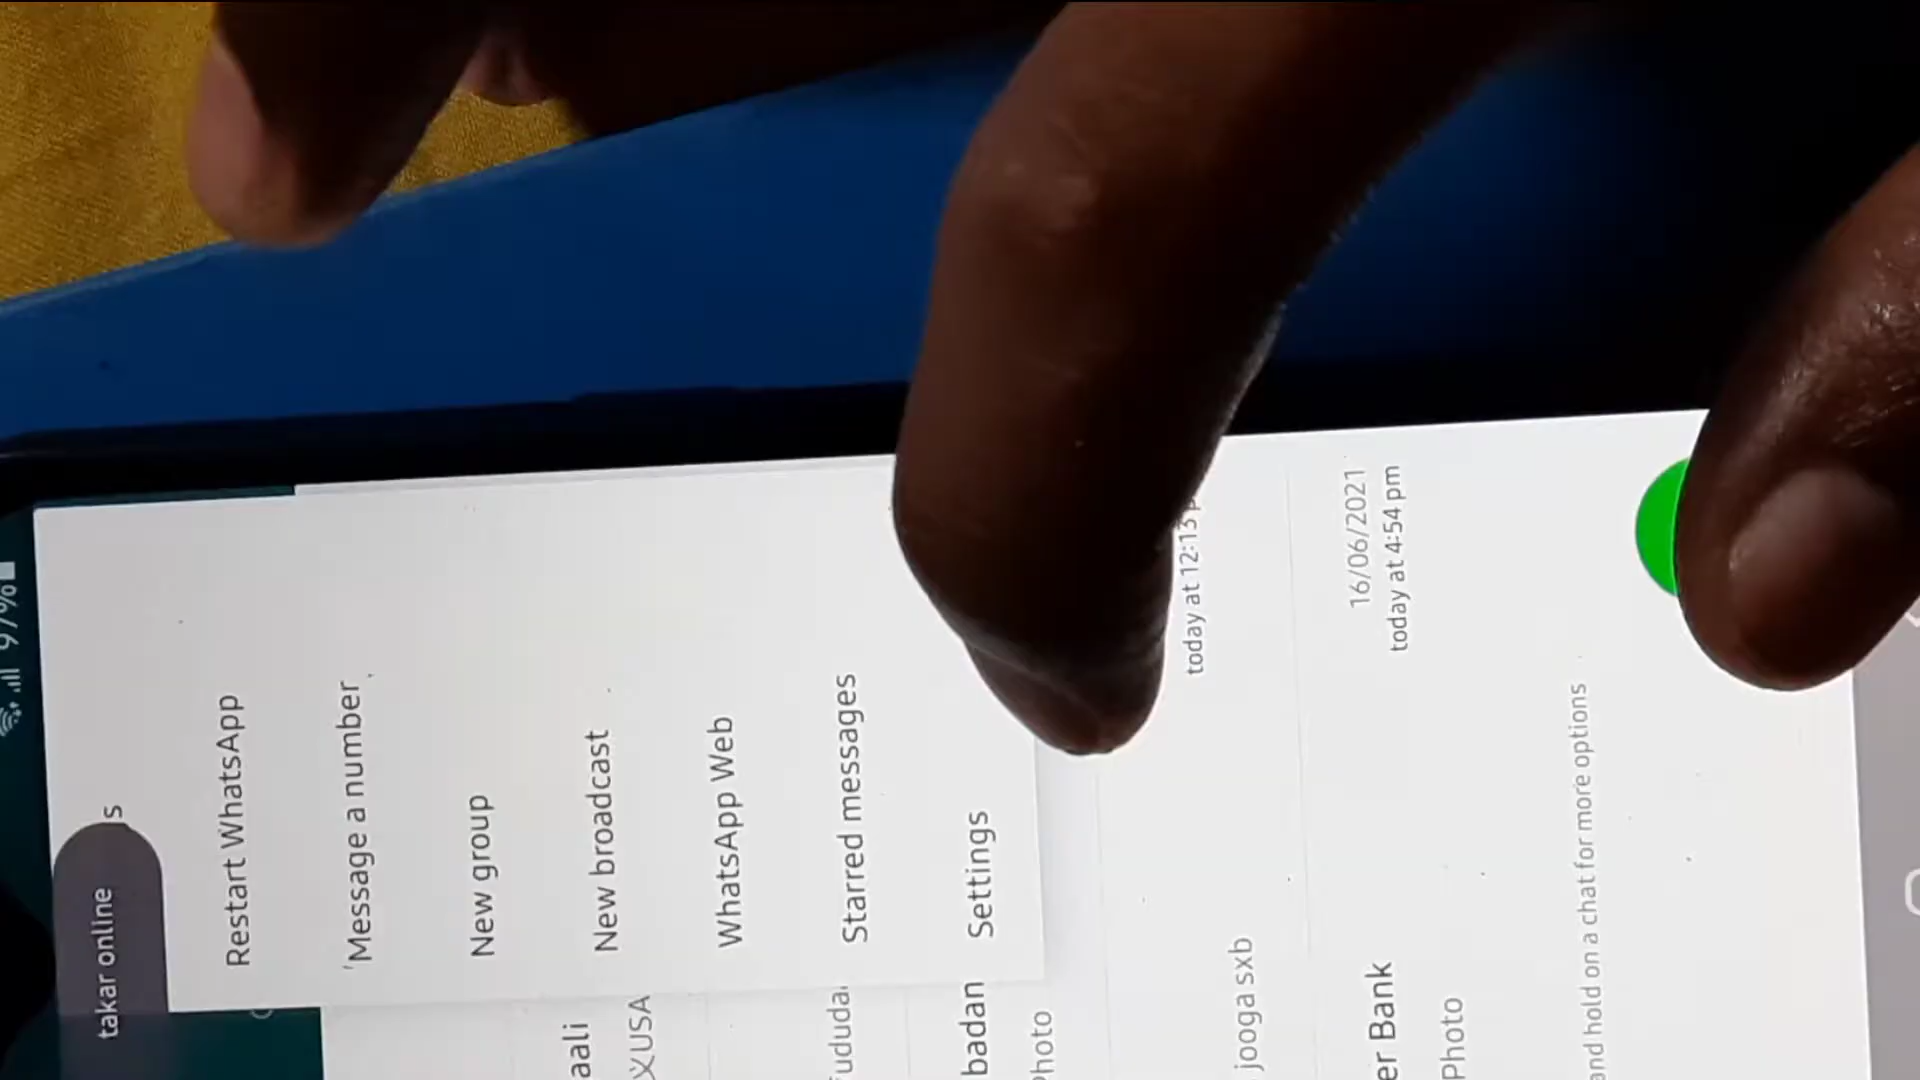 97%
takar online
Restart WhatsApp
Message a number
New group
New broadcast
WhatsApp Web
Starred messages
Settings
aali
USA
badan
Photo
today at 12:13
jooga sxb
16/06/2021
today at 4:54 pm
er Bank
Photo
and hold on a chat for more options